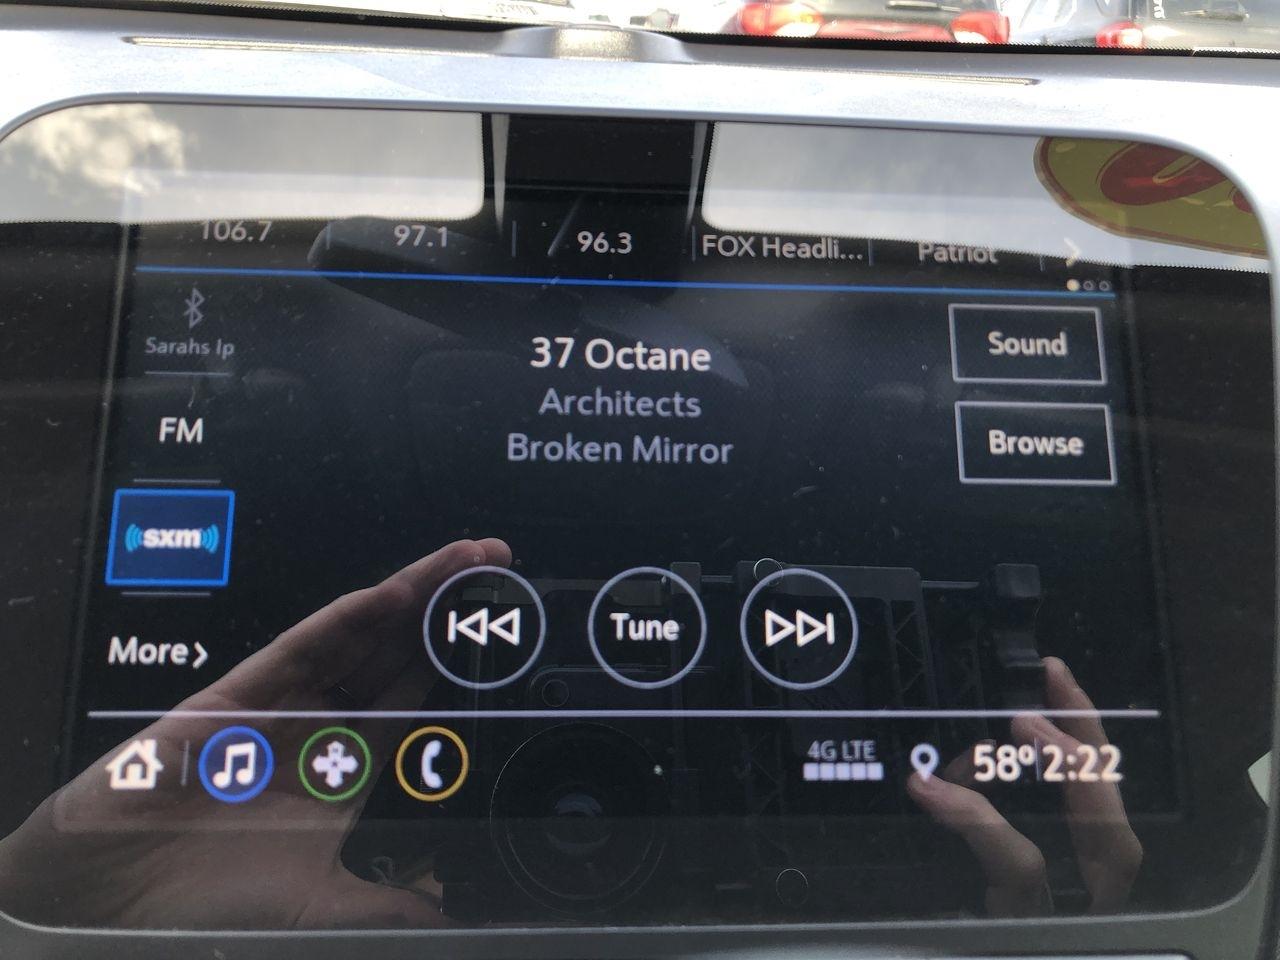 106.7 97.1 96.3 FOX Headli... Patriot
Sarahs Ip
37 Octane
Architects
Broken Mirror
Sound
Browse
FM
sxm
More
Tune
4G LTE
58° 2:22